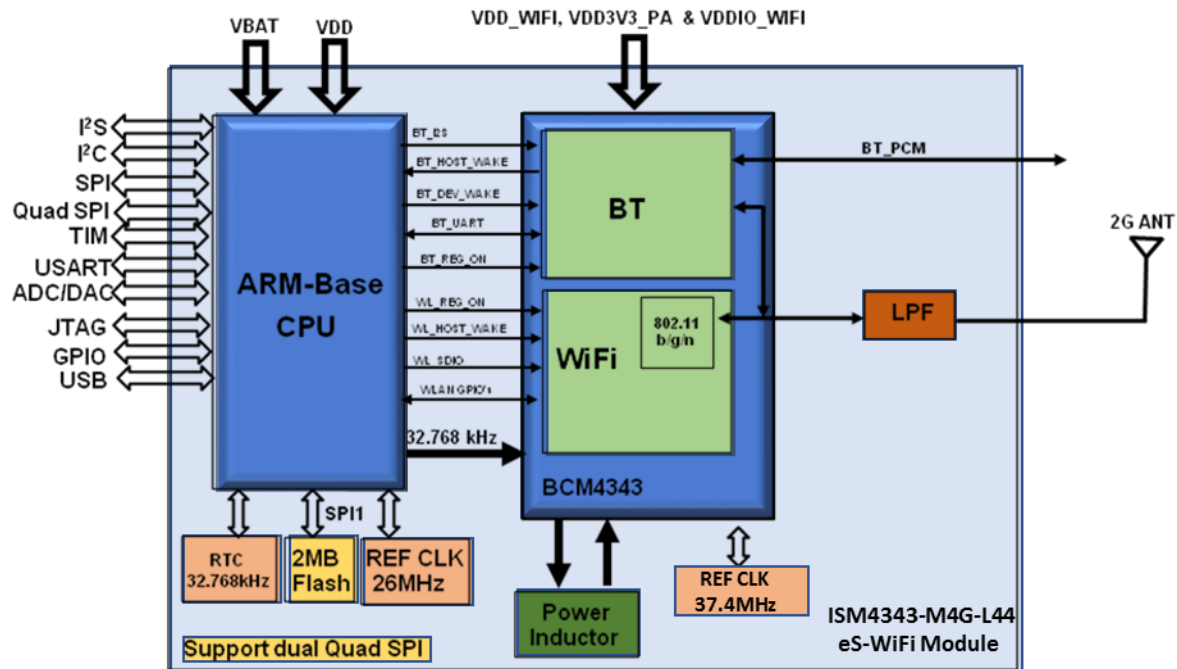 VBAT
VDD
VDD_WIFI, VDD3V3_PA & VDDIO_WIFI
I²S
I²C
SPI
Quad SPI
TIM
USART
ADC/DAC
JTAG
GPIO
USB
ARM-Base
CPU
BT_I2S
BT_HOST_WAKE
BT_DEV_WAKE
BT_UART
BT_REG_ON
WL_REG_ON
WL_HOST_WAKE
WL_SDIO
WLAN GPIO's
32.768 kHz
BT
WiFi
802.11
b/g/n
BCM4343
BT_PCM
2G ANT
LPF
SPI1
RTC
32.768kHz
2MB
Flash
REF CLK
26MHz
Power
Inductor
REF CLK
37.4MHz
Support dual Quad SPI
ISM4343-M4G-L44
eS-WiFi Module